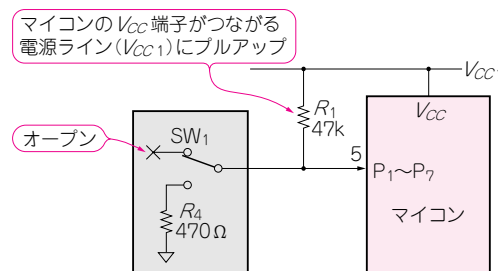 マイコンのVCC端子がつながる
電源ライン(VCC1)にプルアップ
VCC
R1
47k
VCC
オープン
SW1
5
P1～P7
マイコン
R4
470Ω